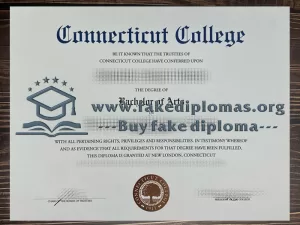 Connecticut College
BE IT KNOWN THAT THE TRUSTEES OF
CONNECTICUT COLLEGE HAVE CONFERRED UPON
THE DEGREE OF
Bachelor of Arts
www.fakediplomas.org
---Buy fake diploma---
WITH ALL PERTAINING RIGHTS, PRIVILEGES AND RESPONSIBILITIES. IN TESTIMONY WHEREOF
AND AS EVIDENCE THAT ALL REQUIREMENTS FOR THAT DEGREE HAVE BEEN FULFILLED,
THIS DIPLOMA IS GRANTED AT NEW LONDON, CONNECTICUT
CONNECTICUT COLLEGE